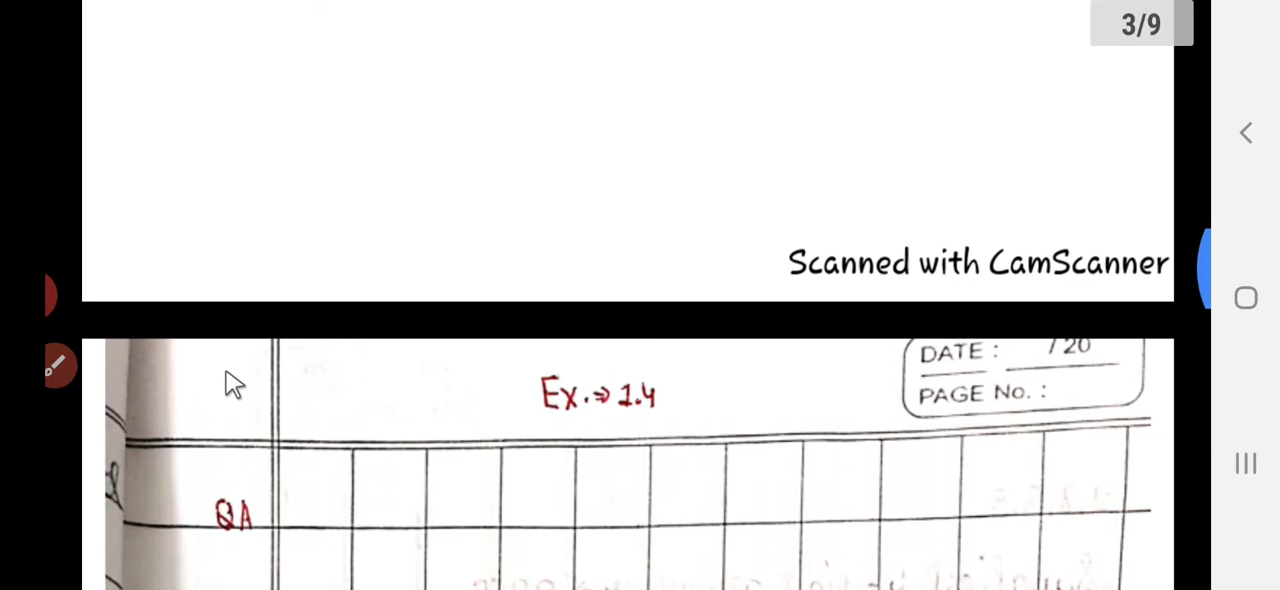 3/9
Scanned with CamScanner
DATE : / 20
PAGE No. :
Ex. ⇒ 1.4
QA